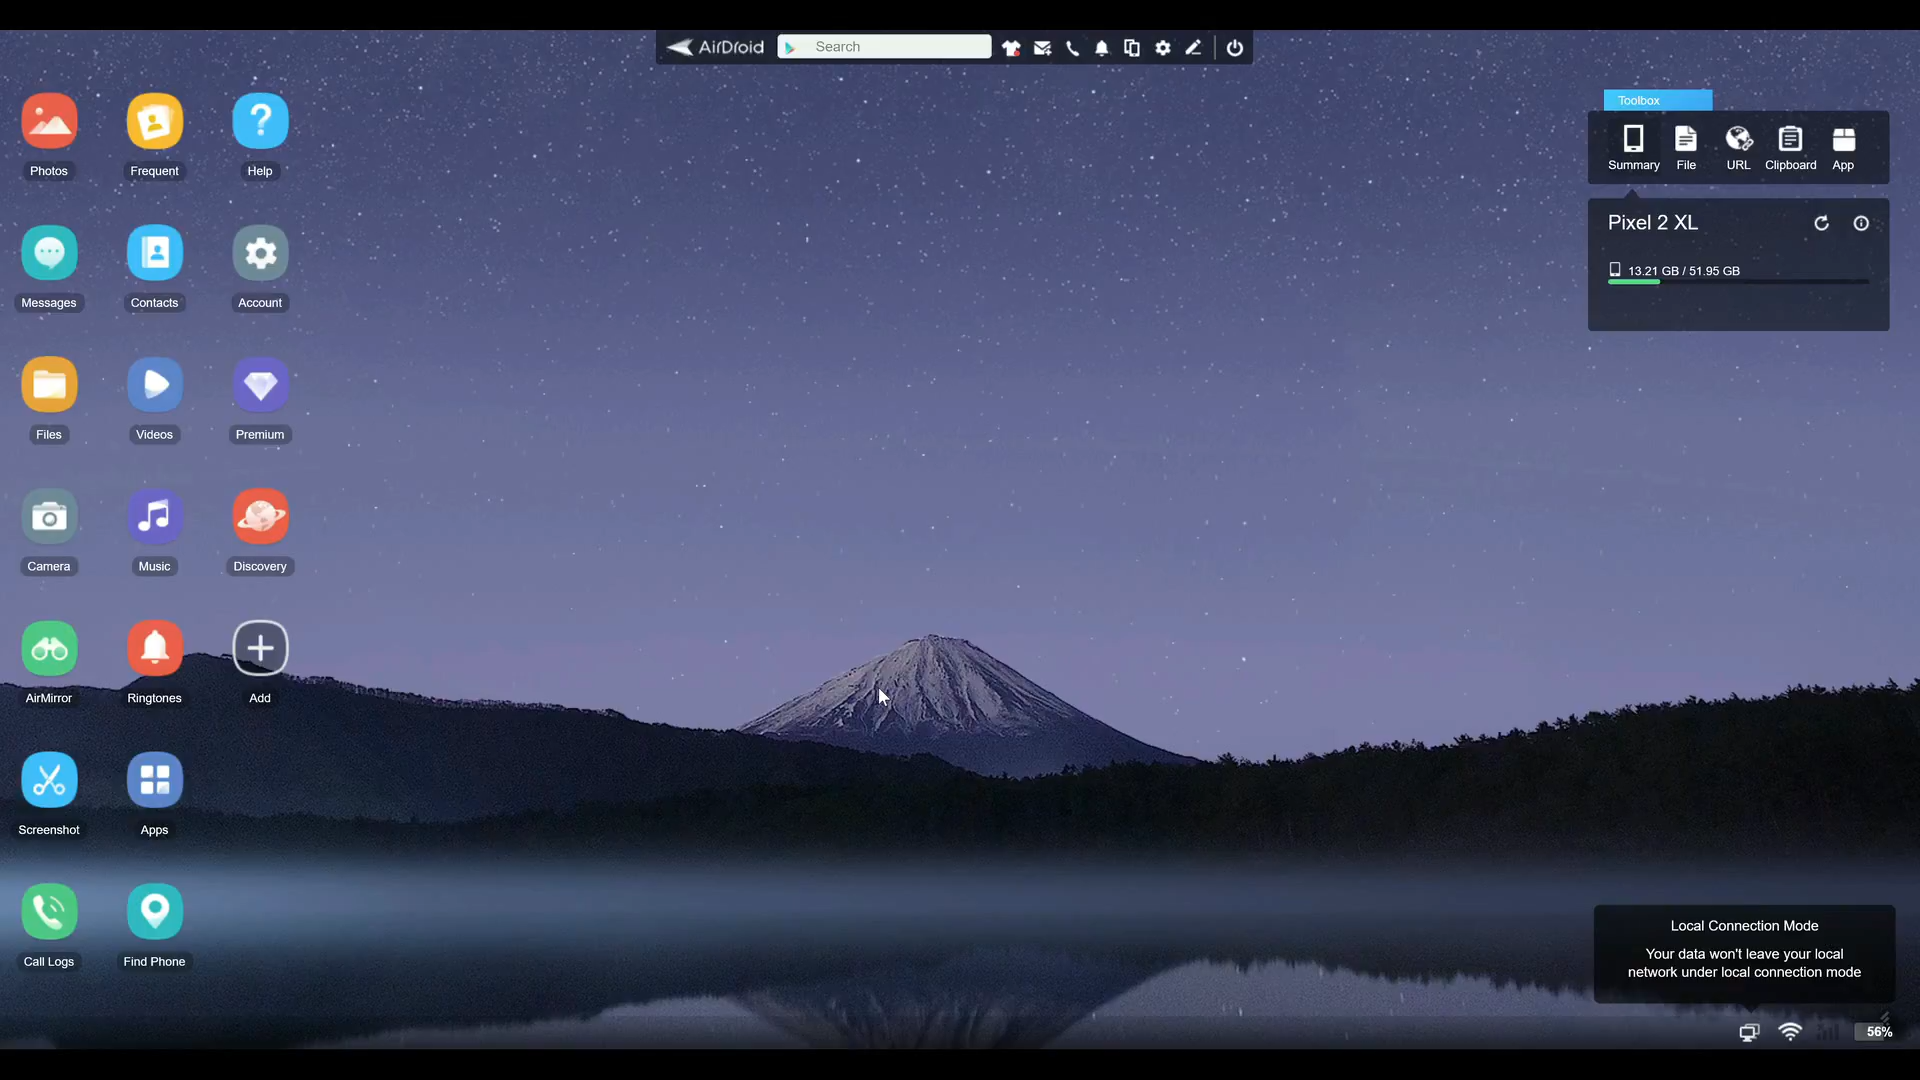 AirDroid
Search
Toolbox
Summary File URL Clipboard App
Pixel 2 XL
13.21 GB / 51.95 GB
Photos Frequent Help
Messages Contacts Account
Files Videos Premium
Camera Music Discovery
AirMirror Ringtones Add
Screenshot Apps
Call Logs Find Phone
Local Connection Mode
Your data won't leave your local
network under local connection mode
56%